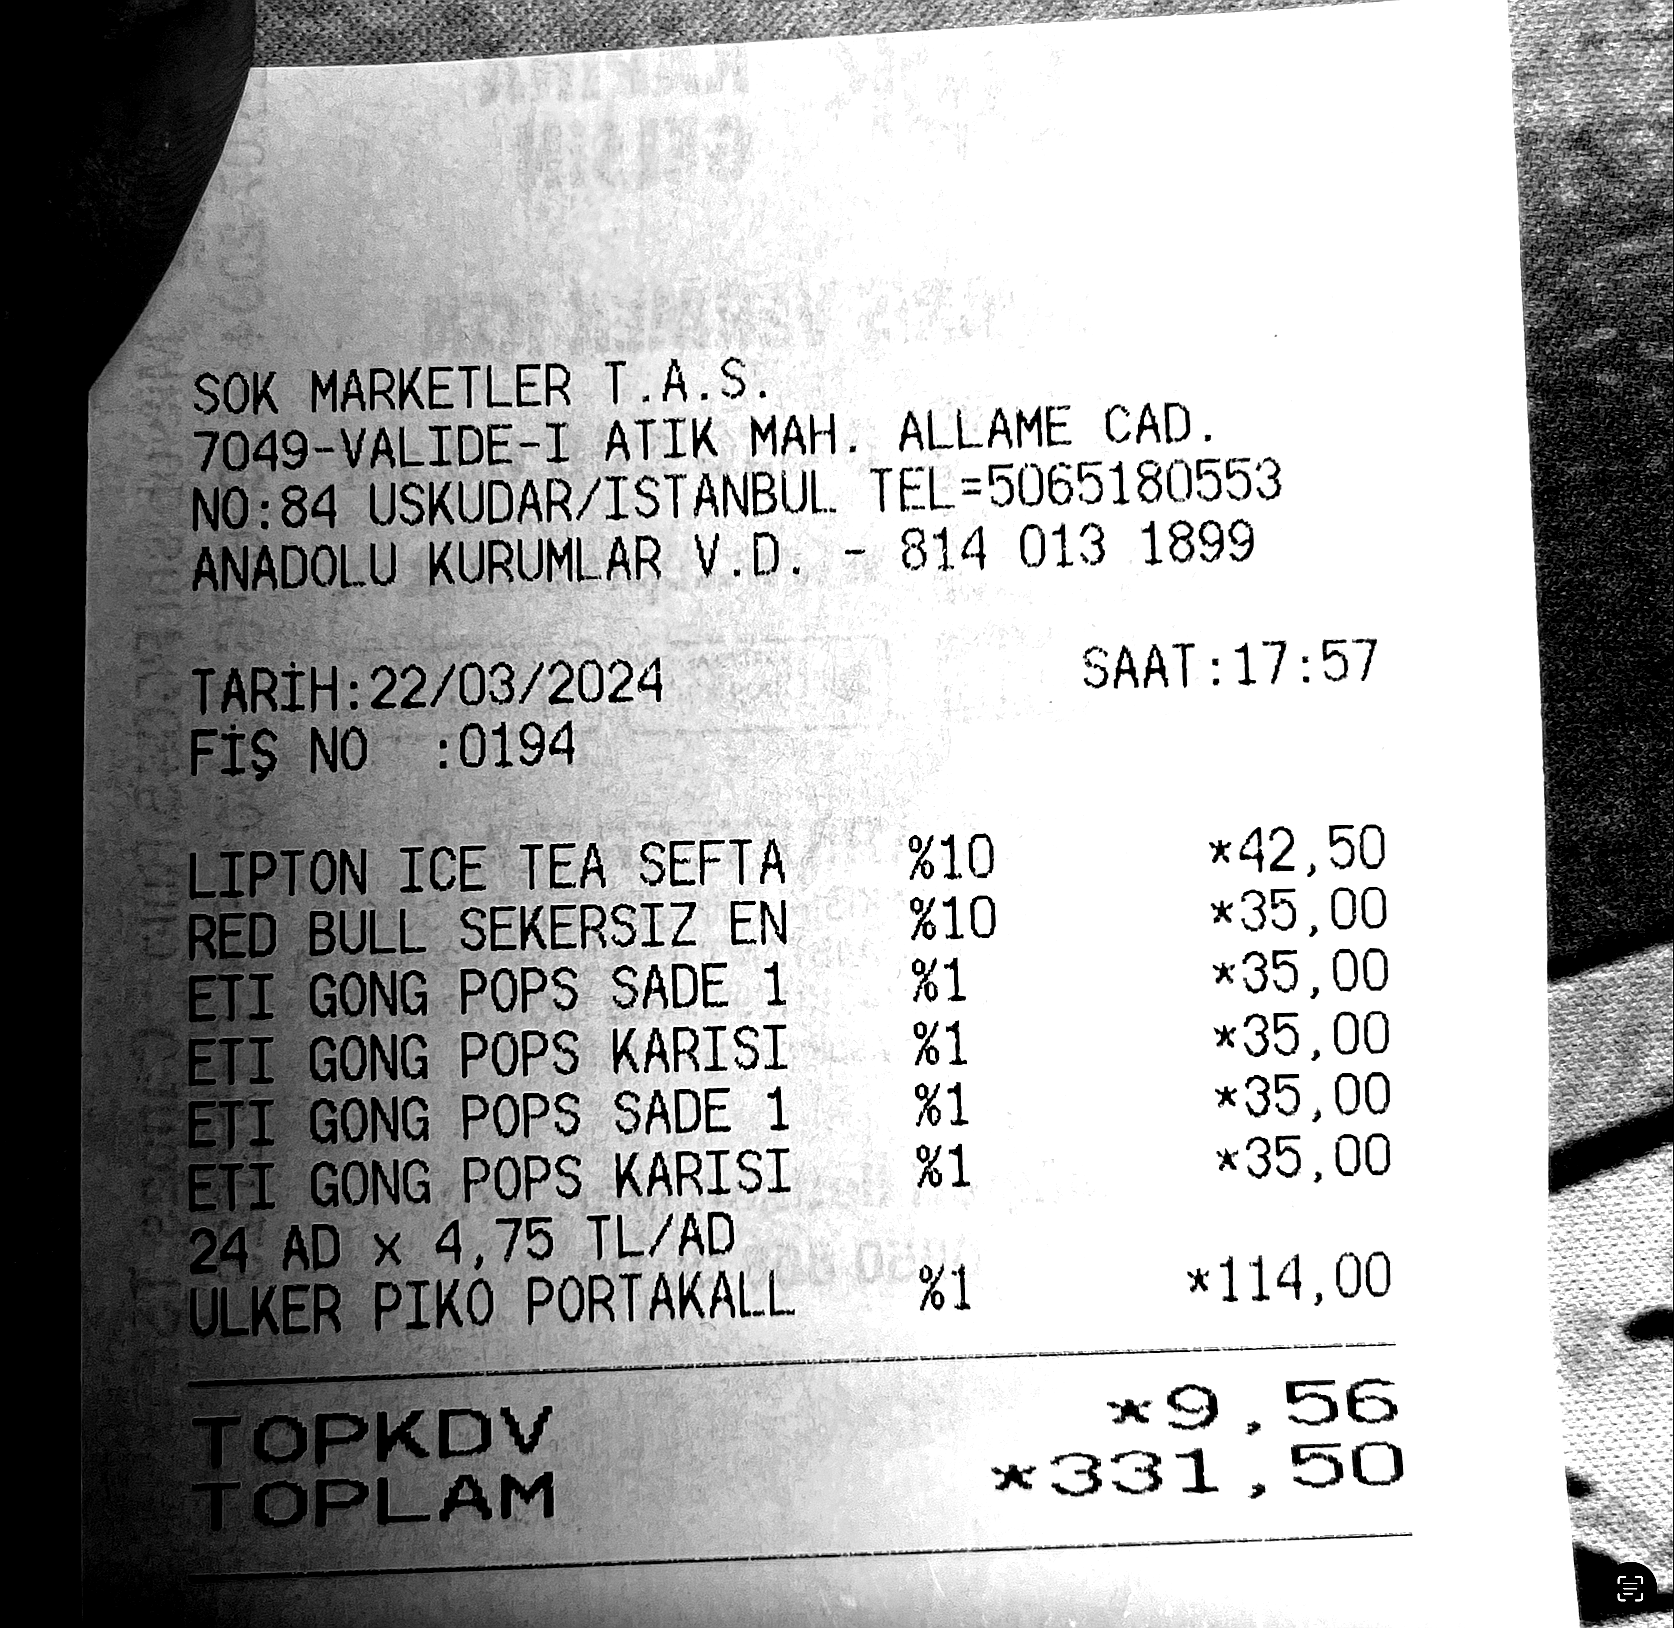 SOK MARKETLER T.A.S.
7049-VALIDE-I ATIK MAH. ALLAME CAD.
NO:84 USKUDAR/ISTANBUL TEL=5065180553
ANADOLU KURUMLAR V.D. - 814 013 1899
TARİH:22/03/2024 SAAT:17:57
FİŞ NO :0194
LIPTON ICE TEA SEFTA %10 *42,50
RED BULL SEKERSIZ EN %10 *35,00
ETI GONG POPS SADE 1 %1 *35,00
ETI GONG POPS KARISI %1 *35,00
ETI GONG POPS SADE 1 %1 *35,00
ETI GONG POPS KARISI %1 *35,00
24 AD x 4,75 TL/AD
ULKER PIKO PORTAKALL %1 *114,00
TOPKDV *9,56
TOPLAM *331,50